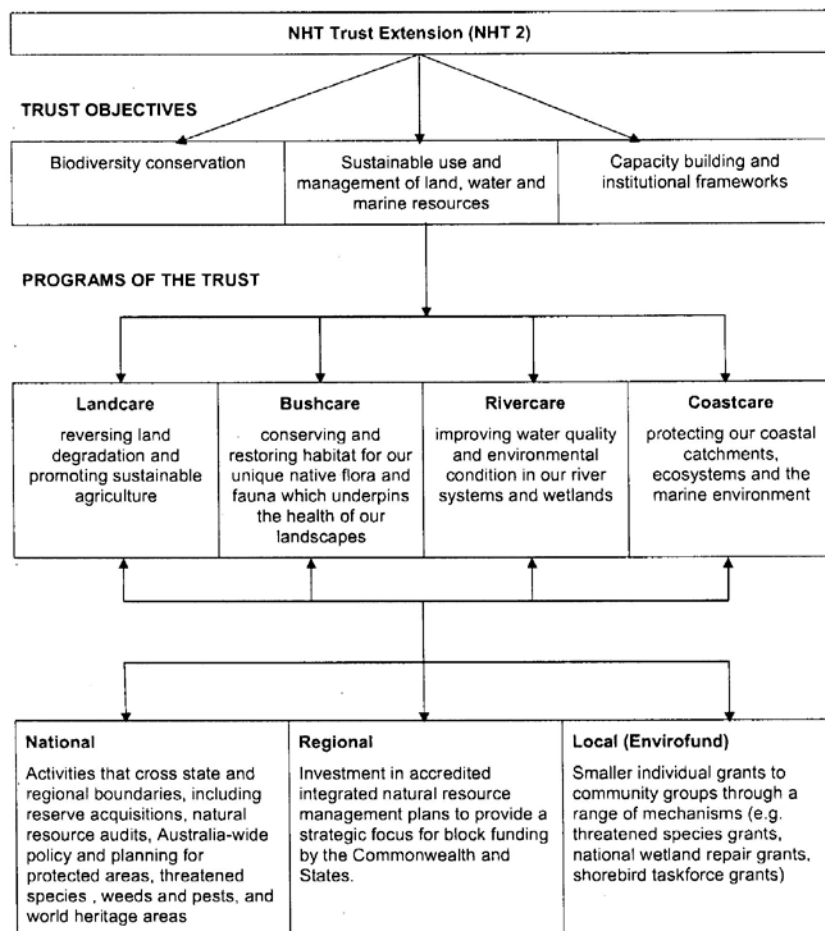 NHT Trust Extension (NHT 2)
TRUST OBJECTIVES
Biodiversity conservation
Sustainable use and
management of land, water and
marine resources
Capacity building and
institutional frameworks
PROGRAMS OF THE TRUST
Landcare
reversing land
degradation and
promoting sustainable
agriculture
Bushcare
conserving and
restoring habitat for our
unique native flora and
fauna which underpins
the health of our
landscapes
Rivercare
improving water quality
and environmental
condition in our river
systems and wetlands
Coastcare
protecting our coastal
catchments,
ecosystems and the
marine environment
National
Activities that cross state and
regional boundaries, including
reserve acquisitions, natural
resource audits, Australia-wide
policy and planning for
protected areas, threatened
species , weeds and pests, and
world heritage areas
Regional
Investment in accredited
integrated natural resource
management plans to provide a
strategic focus for block funding
by the Commonwealth and
States.
Local (Envirofund)
Smaller individual grants to
community groups through a
range of mechanisms (e.g.
threatened species grants,
national wetland repair grants,
shorebird taskforce grants)